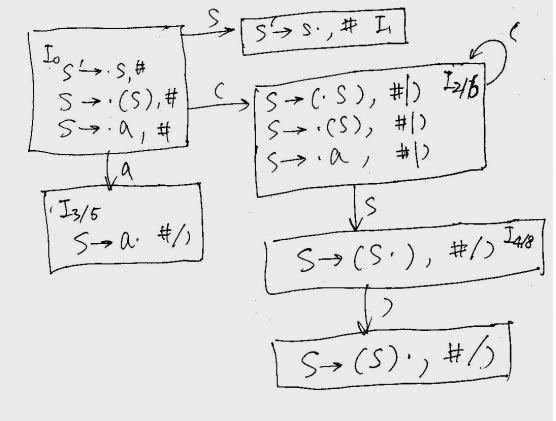 I₀
S'→·S,#
S→·(S),#
S→·a,#
S
S'→S·,# I₁
(
(
I₂/₆
S→(·S), #|)
S→·(S), #|)
S→·a, #|)
a
I₃/₅
S→a· #/)
S
S→(S·), #/) I₄/₈
)
S→(S)·, #/)